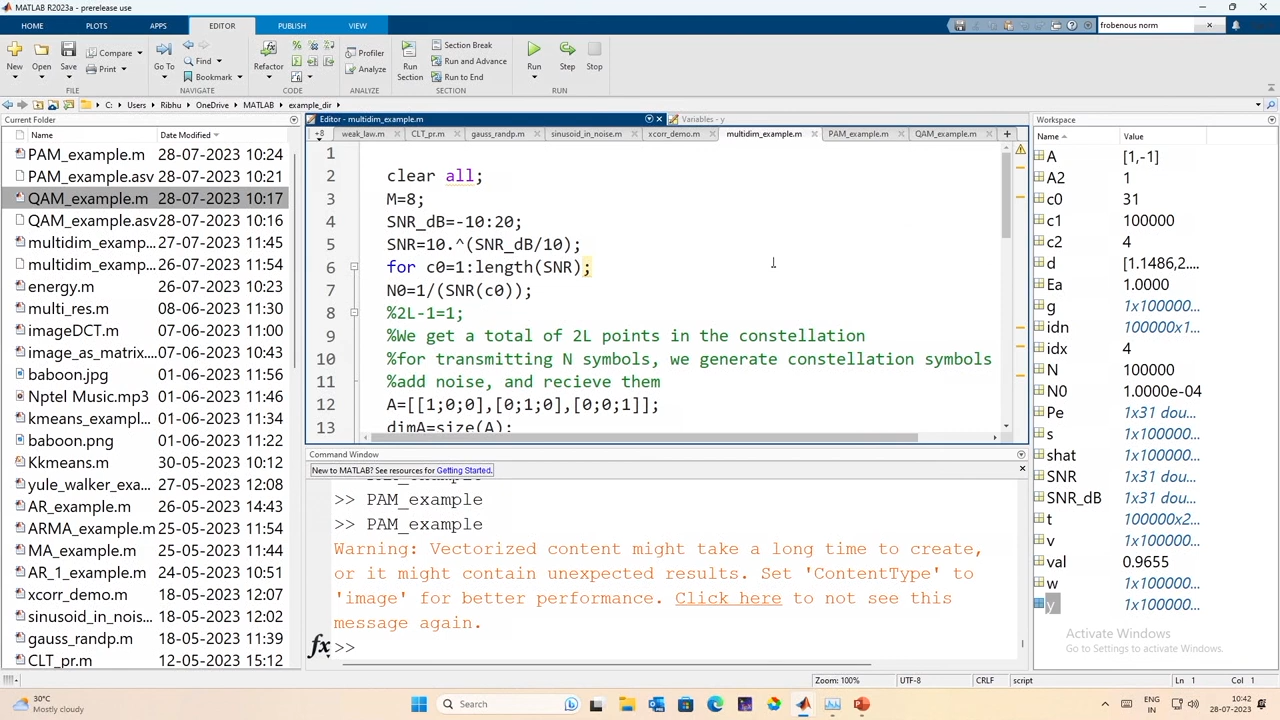 MATLAB R2023a - prerelease use
HOME PLOTS APPS EDITOR PUBLISH VIEW
frobenous norm
New Open Save Compare Print Go To Find Bookmark Refactor Profiler Analyze Run Section Section Break Run and Advance Run to End Run Step Stop
FILE NAVIGATE CODE ANALYZE SECTION RUN
C: Users Ribhu OneDrive MATLAB example_dir
Current Folder
Name Date Modified
PAM_example.m 28-07-2023 10:24
PAM_example.asv 28-07-2023 10:21
QAM_example.m 28-07-2023 10:17
QAM_example.asv 28-07-2023 10:16
multidim_examp... 27-07-2023 11:45
multidim_examp... 26-07-2023 11:54
energy.m 26-07-2023 10:23
multi_res.m 08-06-2023 11:30
imageDCT.m 07-06-2023 11:00
image_as_matrix.... 07-06-2023 10:43
baboon.jpg 01-06-2023 11:56
Nptel Music.mp3 01-06-2023 11:36
kmeans_exampl... 01-06-2023 11:34
baboon.png 01-06-2023 11:22
Kkmeans.m 30-05-2023 10:12
yule_walker_exa... 27-05-2023 12:08
AR_example.m 26-05-2023 14:43
ARMA_example.m 25-05-2023 11:54
MA_example.m 25-05-2023 11:44
AR_1_example.m 24-05-2023 10:51
xcorr_demo.m 18-05-2023 12:03
sinusoid_in_noise.m 18-05-2023 12:02
gauss_randp.m 18-05-2023 11:39
CLT_pr.m 12-05-2023 15:12
Editor - multidim_example.m Variables - y
+8 weak_law.m CLT_pr.m gauss_randp.m sinusoid_in_noise.m xcorr_demo.m multidim_example.m PAM_example.m QAM_example.m
1
2 clear all;
3 M=8;
4 SNR_dB=-10:20;
5 SNR=10.^(SNR_dB/10);
6 for c0=1:length(SNR);
7 N0=1/(SNR(c0));
8 %2L-1=1;
9 %We get a total of 2L points in the constellation
10 %for transmitting N symbols, we generate constellation symbols
11 %add noise, and recieve them
12 A=[[1;0;0],[0;1;0],[0;0;1]];
13 dimA=size(A);
Command Window
New to MATLAB? See resources for Getting Started.
>> PAM_example
>> PAM_example
Warning: Vectorized content might take a long time to create,
or it might contain unexpected results. Set 'ContentType' to
'image' for better performance. Click here to not see this
message again.
fx >>
Workspace
Name Value
A [1,-1]
A2 1
c0 31
c1 100000
c2 4
d [1.1486,2....
Ea 1.0000
g 1x100000...
idn 100000x1...
idx 4
N 100000
N0 1.0000e-04
Pe 1x31 dou...
s 1x100000...
shat 1x100000...
SNR 1x31 dou...
SNR_dB 1x31 dou...
t 100000x2...
v 1x100000...
val 0.9655
w 1x100000...
y 1x100000...
Activate Windows
Go to Settings to activate Windows.
Zoom: 100% UTF-8 CRLF script Ln 1 Col 1
30°C
Mostly cloudy
Search
ENG
IN
10:42
28-07-2023